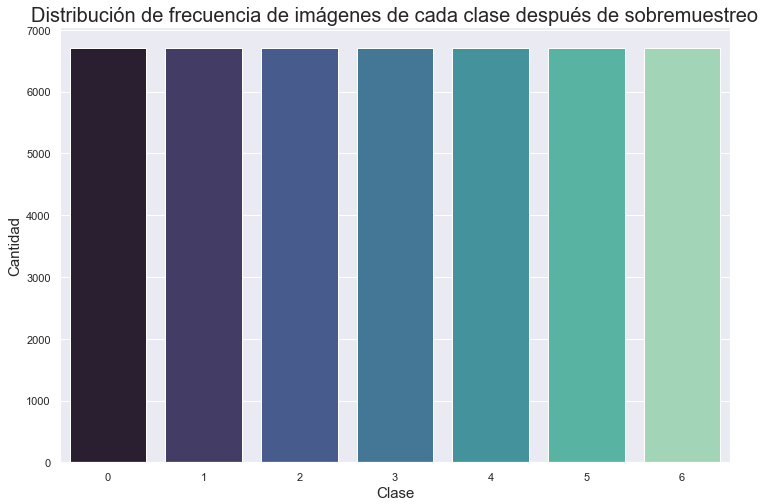 Distribución de frecuencia de imágenes de cada clase después de sobremuestreo
7000
6000
5000
4000
3000
2000
1000
0
Cantidad
0 1 2 3 4 5 6
Clase